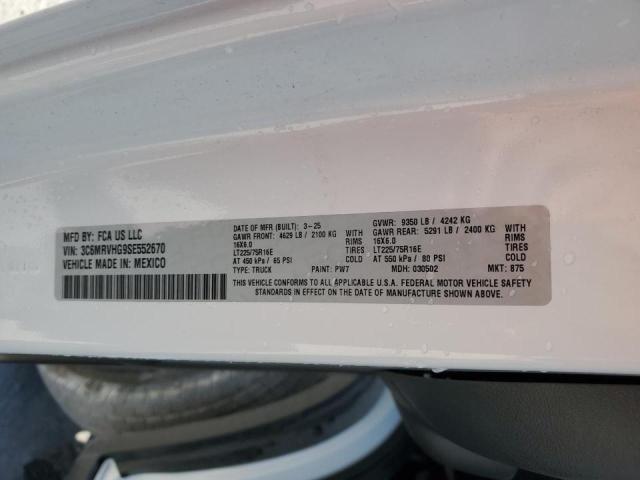 MFD BY: FCA US LLC
VIN: 3C6MRVHG9SE552670
VEHICLE MADE IN: MEXICO
DATE OF MFR (BUILT): 3-25
GVWR: 9350 LB / 4242 KG
GAWR FRONT: 4629 LB / 2100 KG WITH
GAWR REAR: 5291 LB / 2400 KG WITH
16X6.0 RIMS
16X6.0 RIMS
LT225/75R16E TIRES
LT225/75R16E TIRES
AT 450 kPa / 65 PSI COLD
AT 550 kPa / 80 PSI COLD
TYPE: TRUCK PAINT: PW7 MDH: 030502 MKT: 875
THIS VEHICLE CONFORMS TO ALL APPLICABLE U.S.A. FEDERAL MOTOR VEHICLE SAFETY
STANDARDS IN EFFECT ON THE DATE OF MANUFACTURE SHOWN ABOVE.